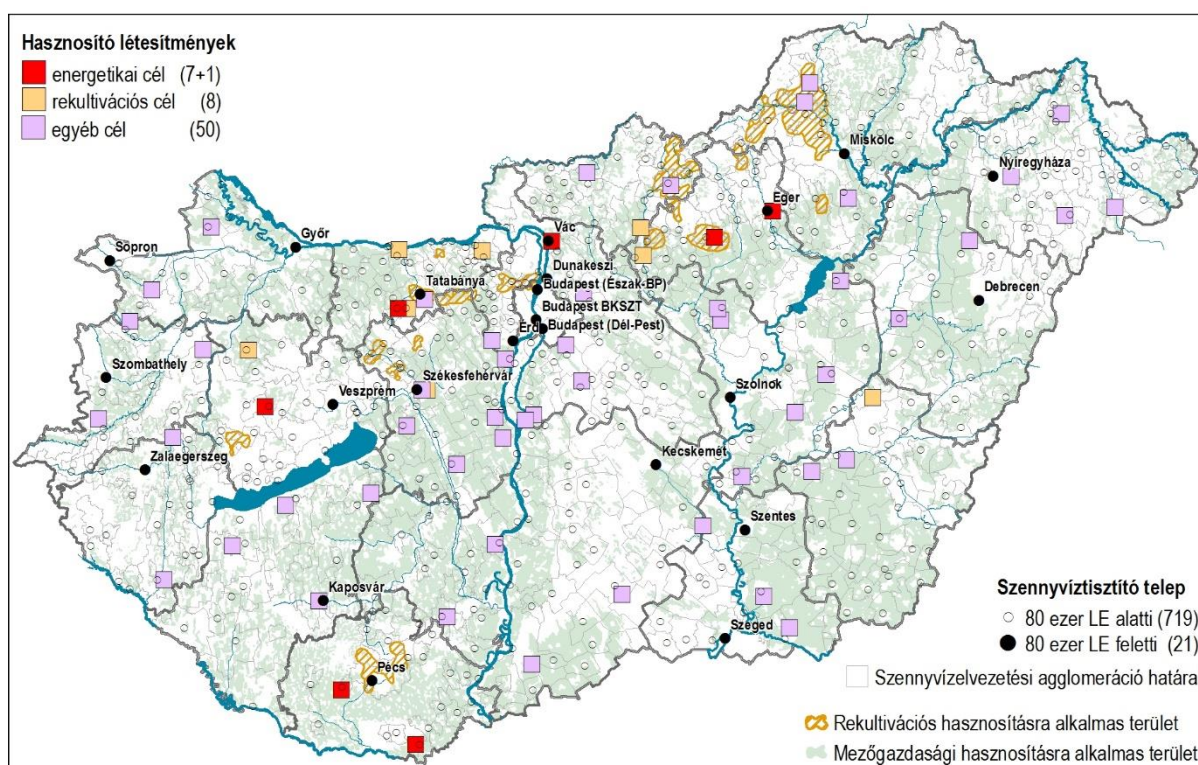 Hasznosító létesítmények
energetikai cél (7+1)
rekultivációs cél (8)
egyéb cél (50)
Miskolc
Nyíregyháza
Eger
Győr
Sopron
Vác
Dunakeszi
Tatabánya
Budapest (Észak-BP)
Debrecen
Budapest BKSZT
Budapest (Dél-Pest)
Érd
Szombathely
Székesfehérvár
Veszprém
Szolnok
Zalaegerszeg
Kecskemét
Szentes
Kaposvár
Szeged
Pécs
Szennyvíztisztító telep
80 ezer LE alatti (719)
80 ezer LE feletti (21)
Szennyvízelvezetési agglomeráció határa
Rekultivációs hasznosításra alkalmas terület
Mezőgazdasági hasznosításra alkalmas terület